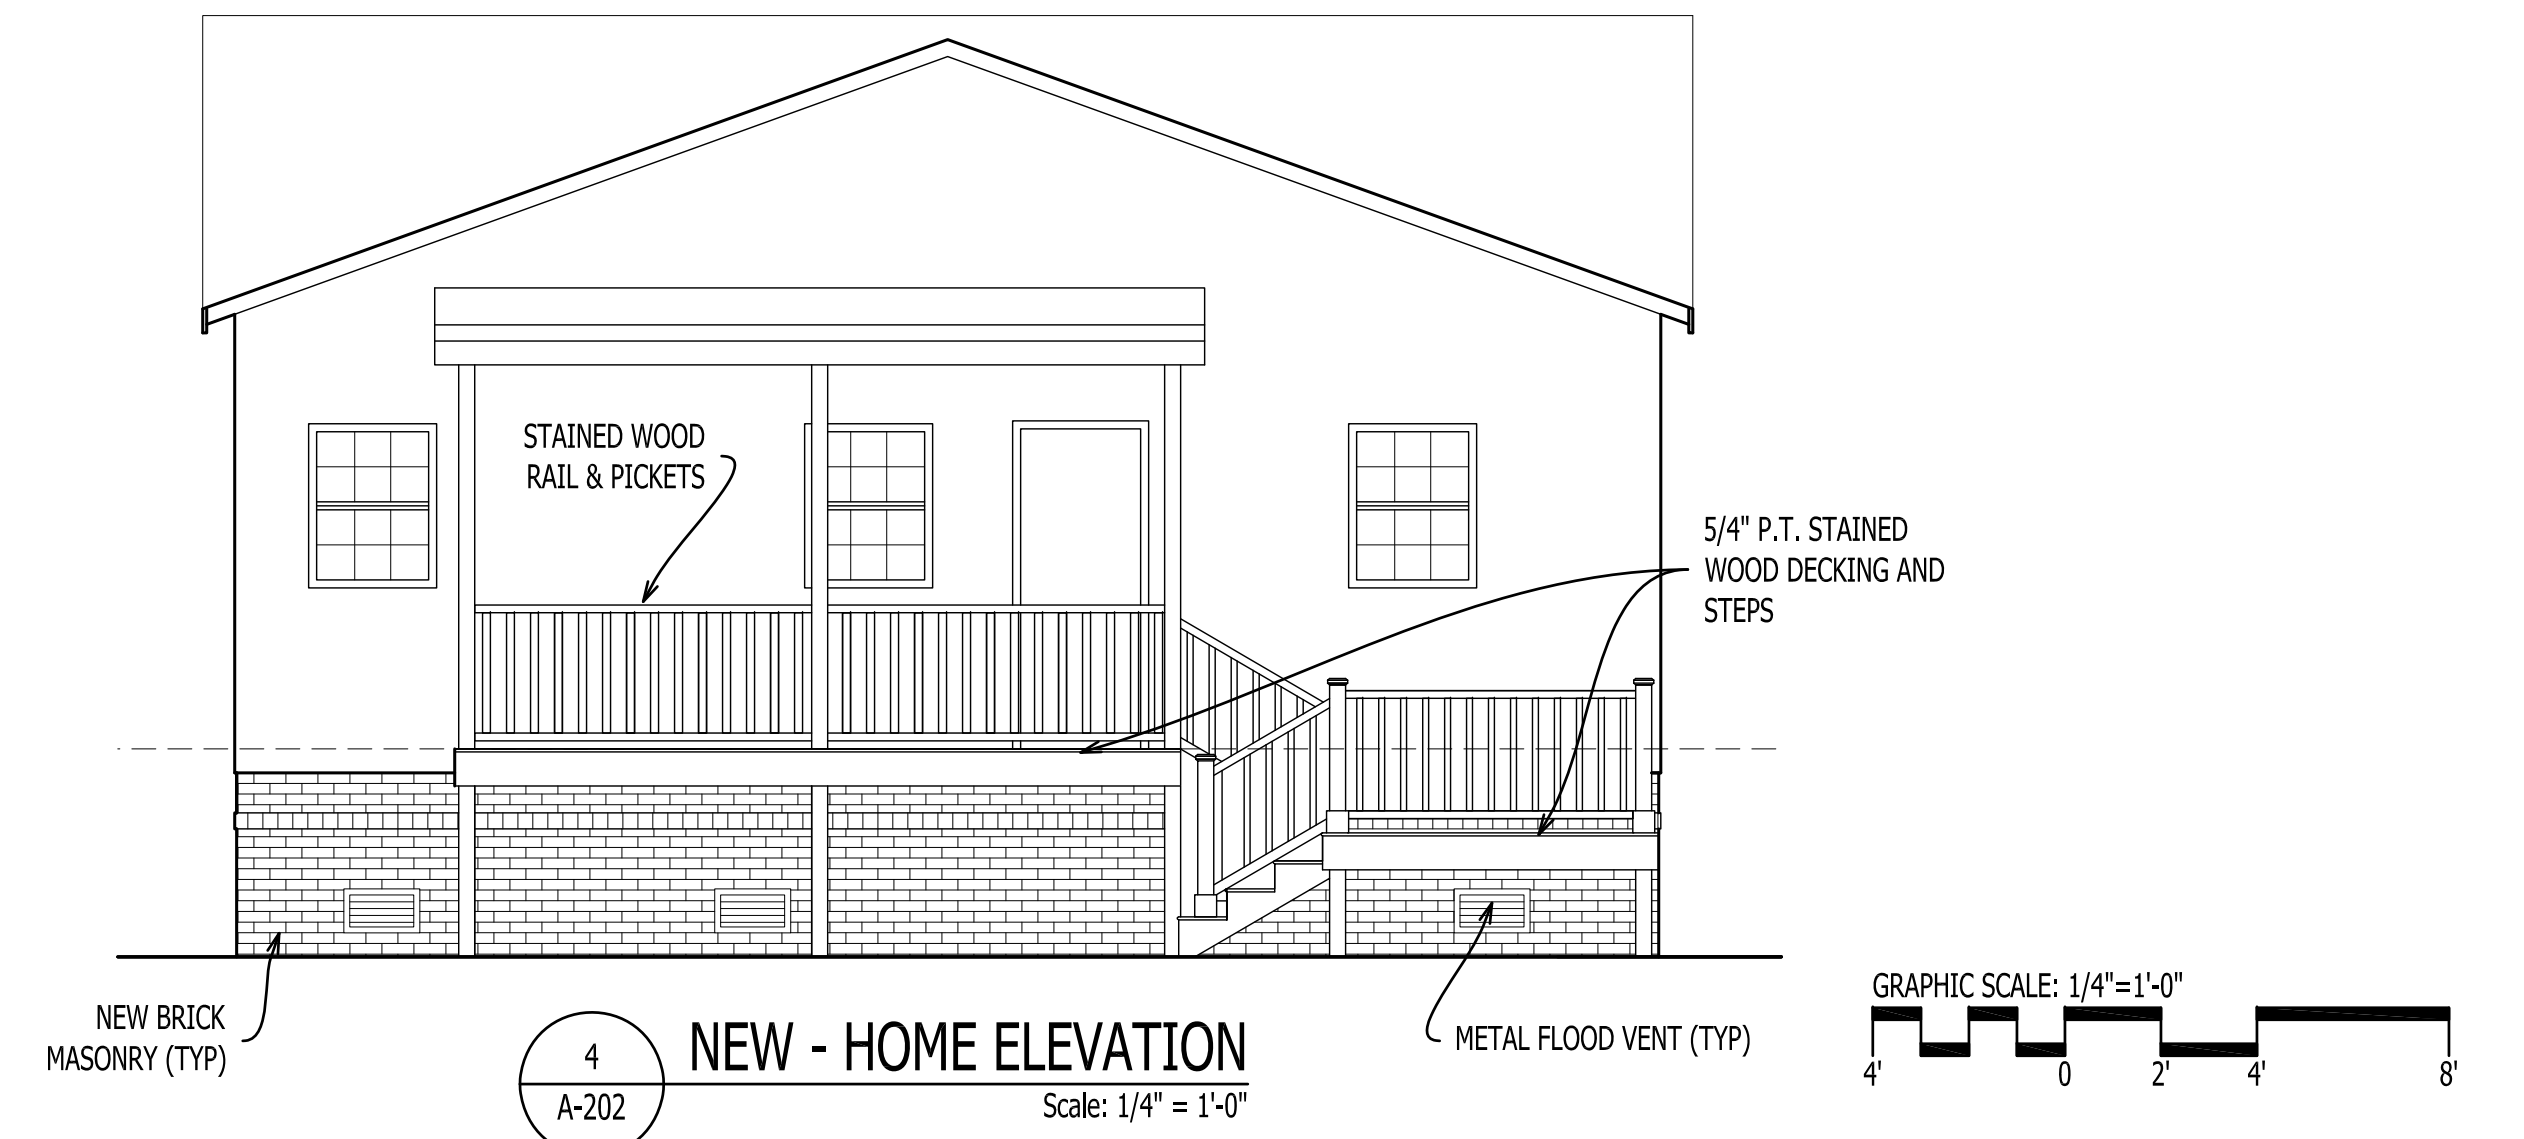 STAINED WOOD
RAIL & PICKETS
5/4" P.T. STAINED
WOOD DECKING AND
STEPS
NEW BRICK
MASONRY (TYP)
4
A-202
NEW - HOME ELEVATION
Scale: 1/4" = 1'-0"
METAL FLOOD VENT (TYP)
GRAPHIC SCALE: 1/4"=1'-0"
4' 0 2' 4' 8'